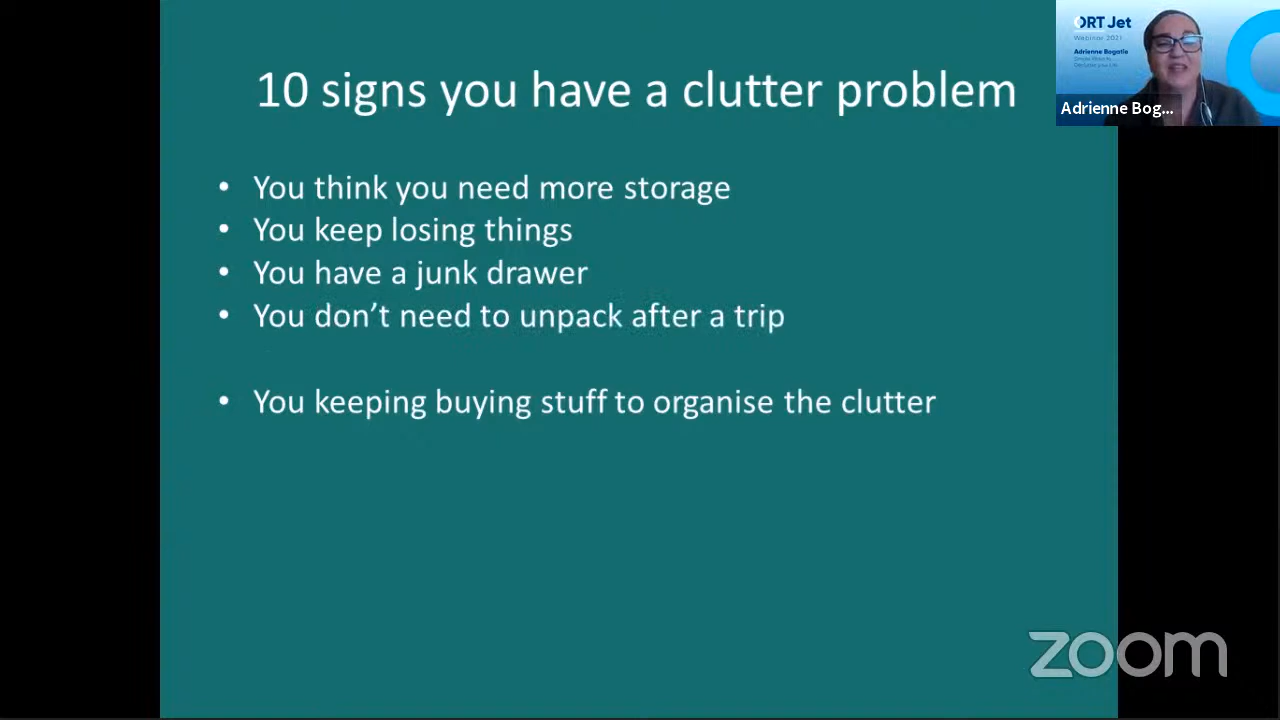 10 signs you have a clutter problem
• You think you need more storage
• You keep losing things
• You have a junk drawer
• You don’t need to unpack after a trip
• You keeping buying stuff to organise the clutter
ORT Jet
Webinar 2021
Adrienne Bogatie
Adrienne Bog...
zoom